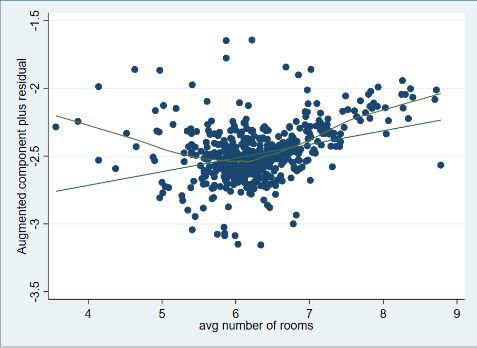 Augmented component plus residual
-1.5
-2
-2.5
-3
-3.5
4 5 6 7 8 9
avg number of rooms